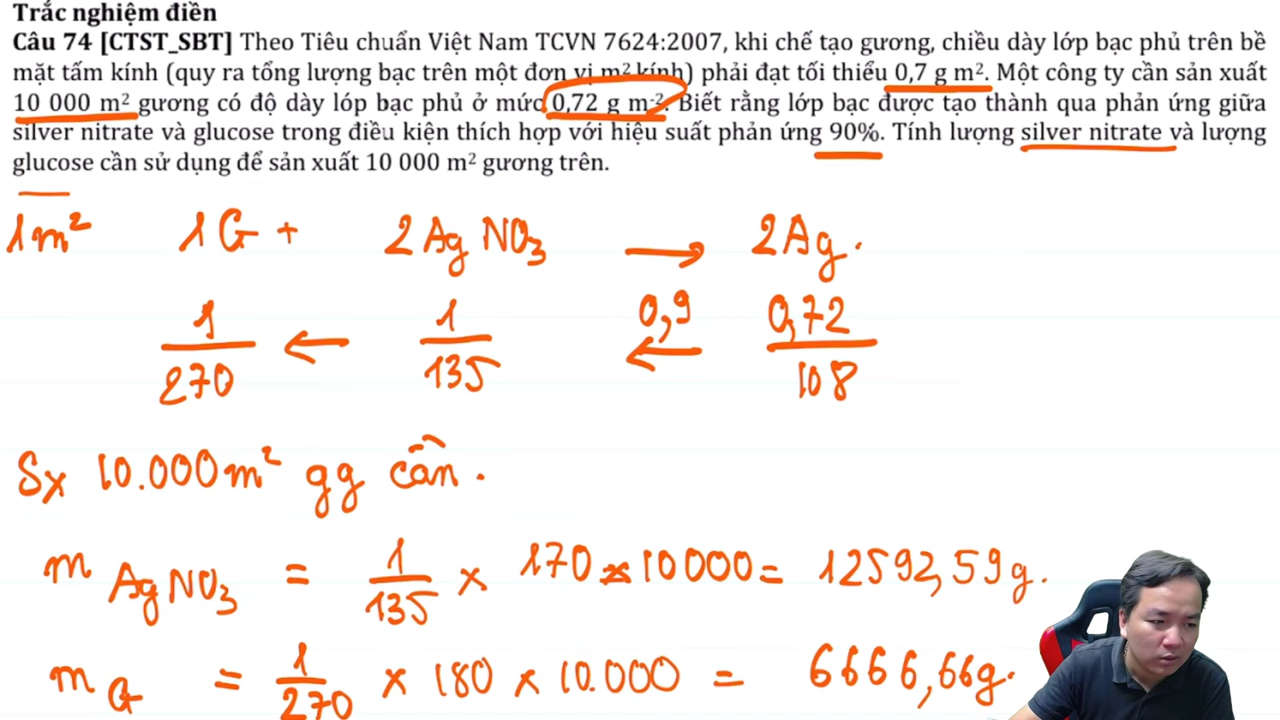 Trắc nghiệm điền
Câu 74 [CTST_SBT] Theo Tiêu chuẩn Việt Nam TCVN 7624:2007, khi chế tạo gương, chiều dày lớp bạc phủ trên bề
mặt tấm kính (quy ra tổng lượng bạc trên một đơn vị m² kính) phải đạt tối thiểu 0,7 g m². Một công ty cần sản xuất
10 000 m² gương có độ dày lóp bạc phủ ở mức 0,72 g m-². Biết rằng lớp bạc được tạo thành qua phản ứng giữa
silver nitrate và glucose trong điều kiện thích hợp với hiệu suất phản ứng 90%. Tính lượng silver nitrate và lượng
glucose cần sử dụng để sản xuất 10 000 m² gương trên.
1m² 1G + 2AgNO₃ → 2Ag.
1/270 ← 1/135 0,9 ← 0,72/108
Sx 10.000m² gg cần.
m AgNO₃ = 1/135 × 170 × 10000 = 12592,59g.
m G = 1/270 × 180 × 10.000 = 6666,66g.